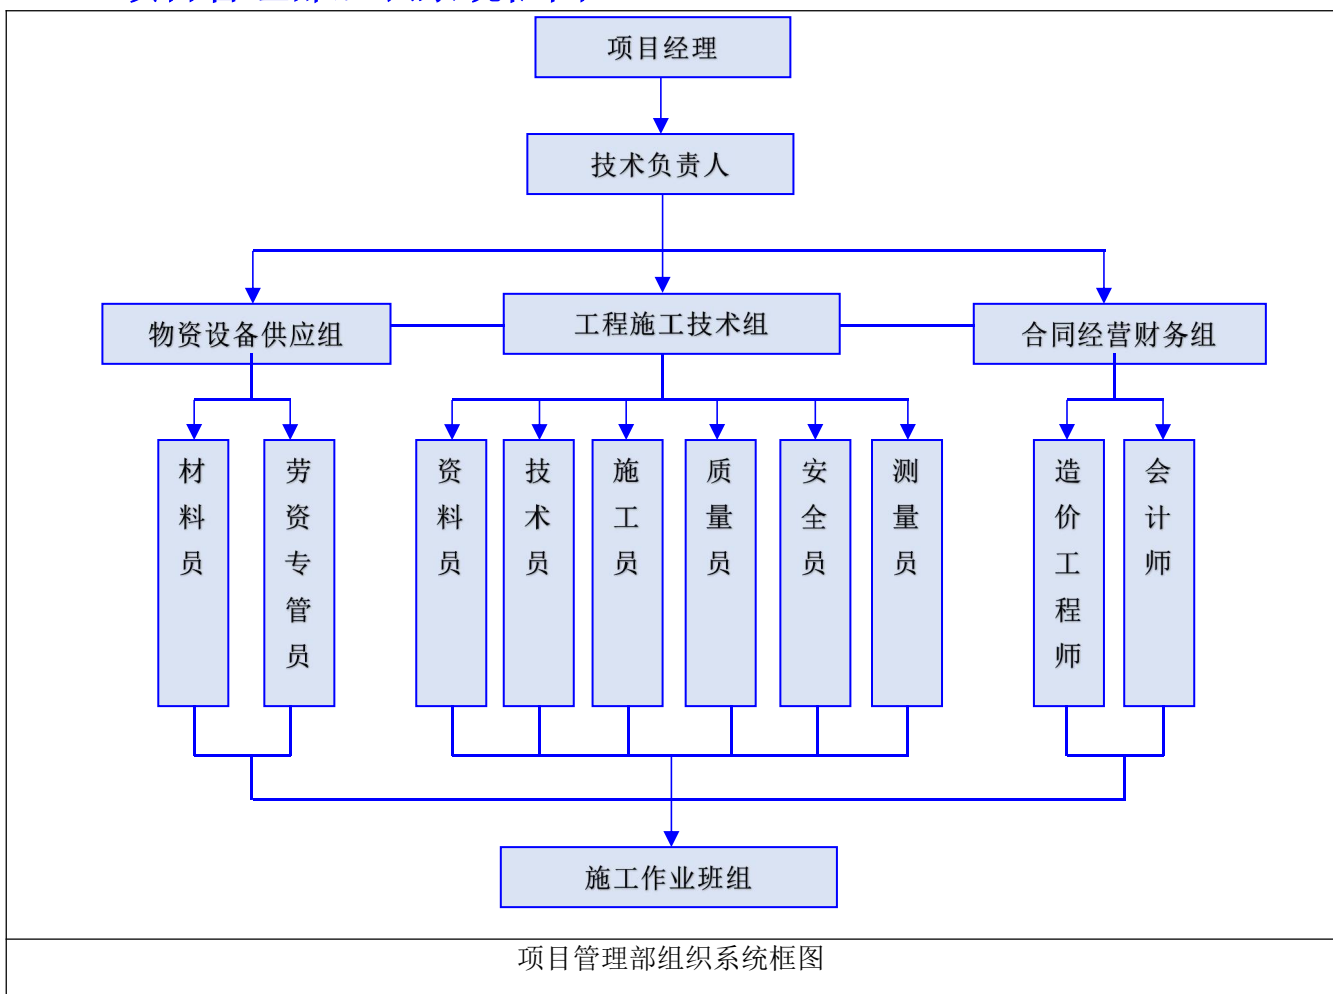 项目经理
技术负责人
物资设备供应组
工程施工技术组
合同经营财务组
材料员
劳资专管员
资料员
技术员
施工员
质量员
安全员
测量员
造价工程师
会计师
施工作业班组
项目管理部组织系统框图